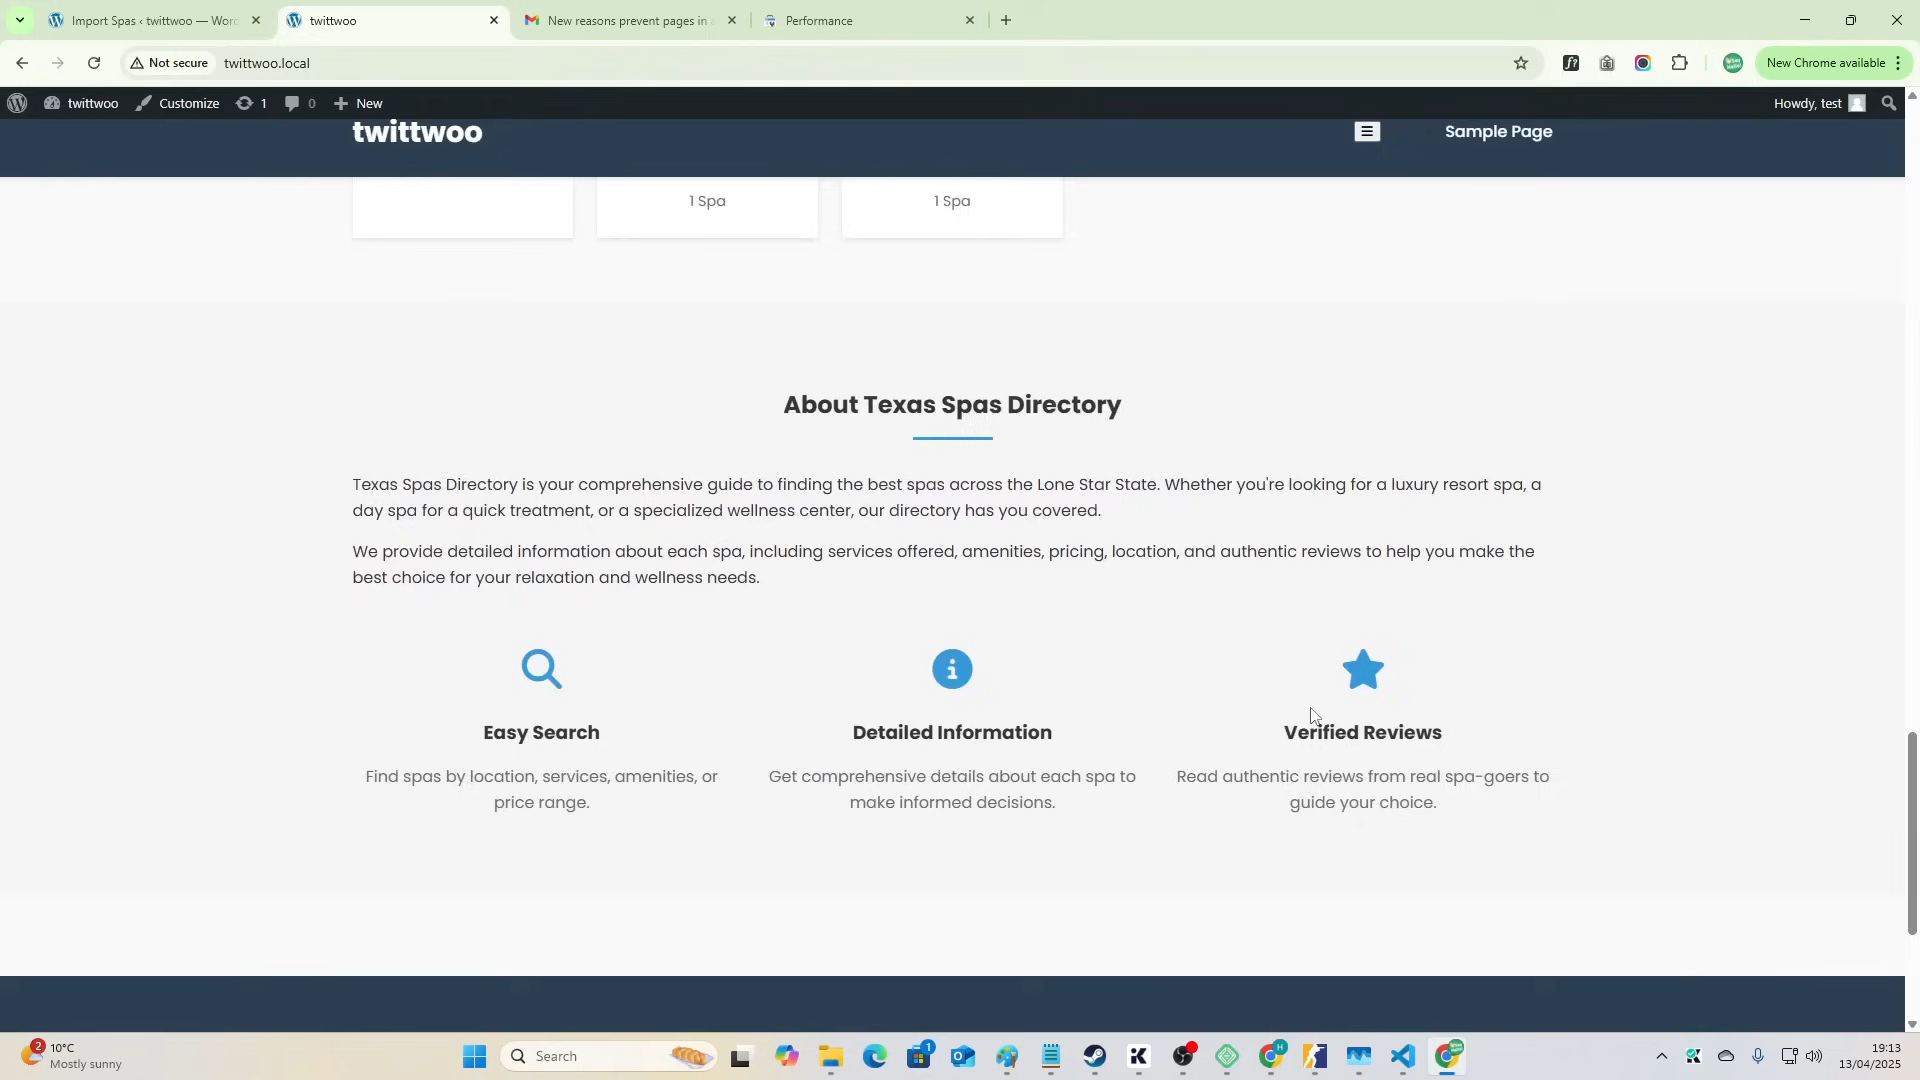 Import Spas ‹ twittwoo — Wor
twittwoo
New reasons prevent pages in
Performance
Not secure
twittwoo.local
New Chrome available
twittwoo
Customize
1
0
New
Howdy, test
twittwoo
Sample Page
1 Spa
1 Spa
About Texas Spas Directory
Texas Spas Directory is your comprehensive guide to finding the best spas across the Lone Star State. Whether you're looking for a luxury resort spa, a
day spa for a quick treatment, or a specialized wellness center, our directory has you covered.
We provide detailed information about each spa, including services offered, amenities, pricing, location, and authentic reviews to help you make the
best choice for your relaxation and wellness needs.
Easy Search
Detailed Information
Verified Reviews
Find spas by location, services, amenities, or
price range.
Get comprehensive details about each spa to
make informed decisions.
Read authentic reviews from real spa-goers to
guide your choice.
2
10°C
Mostly sunny
Search
1
19:13
13/04/2025